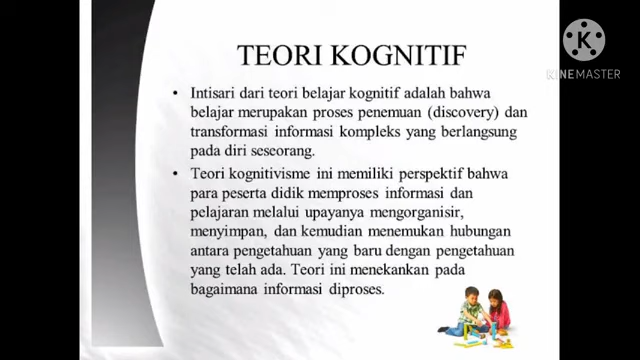 KINEMASTER
TEORI KOGNITIF
• Intisari dari teori belajar kognitif adalah bahwa
belajar merupakan proses penemuan (discovery) dan
transformasi informasi kompleks yang berlangsung
pada diri seseorang.
• Teori kognitivisme ini memiliki perspektif bahwa
para peserta didik memproses informasi dan
pelajaran melalui upayanya mengorganisir,
menyimpan, dan kemudian menemukan hubungan
antara pengetahuan yang baru dengan pengetahuan
yang telah ada. Teori ini menekankan pada
bagaimana informasi diproses.